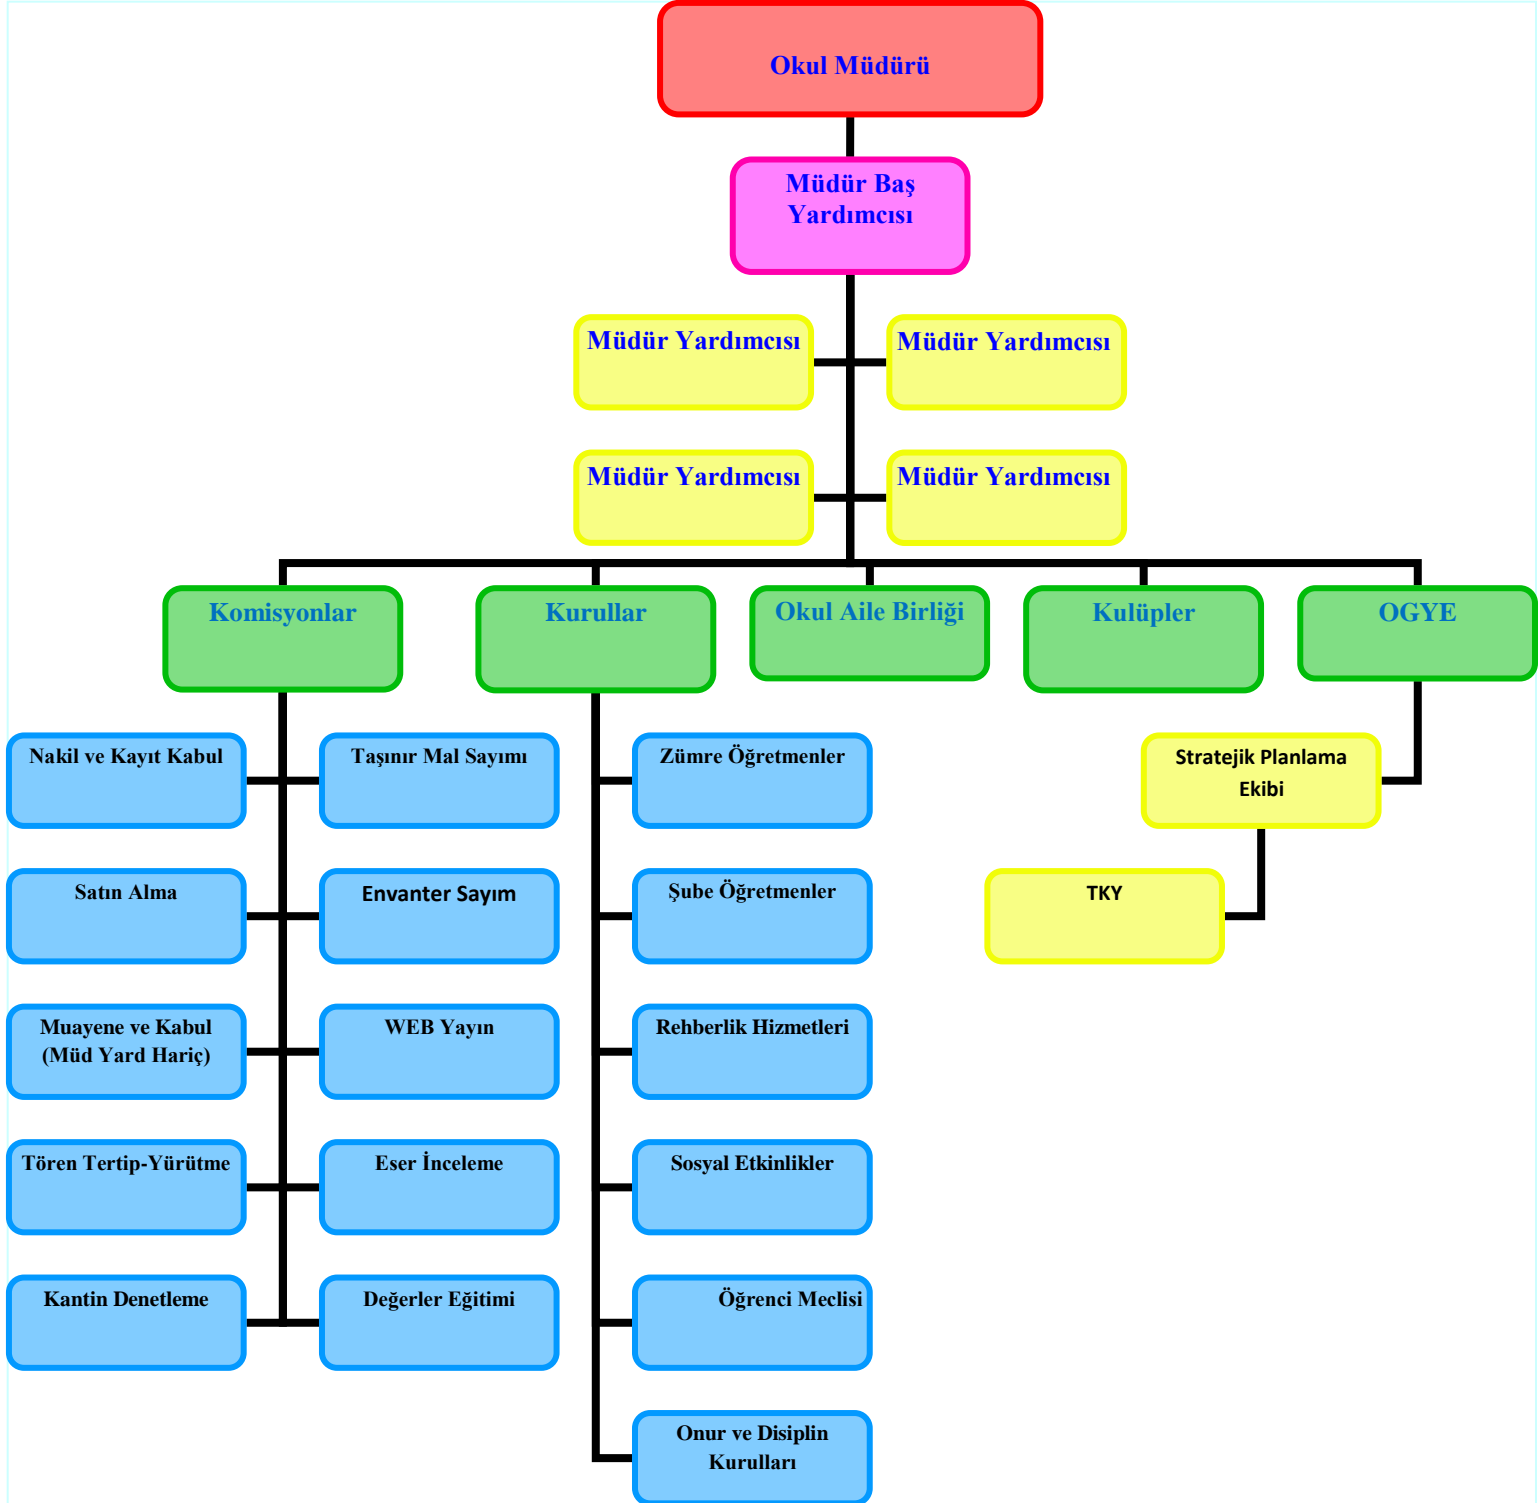 Okul Müdürü
Müdür Baş
Yardımcısı
Müdür Yardımcısı
Müdür Yardımcısı
Müdür Yardımcısı
Müdür Yardımcısı
Komisyonlar
Kurullar
Okul Aile Birliği
Kulüpler
OGYE
Nakil ve Kayıt Kabul
Taşınır Mal Sayımı
Zümre Öğretmenler
Stratejik Planlama
Ekibi
Satın Alma
Envanter Sayım
Şube Öğretmenler
TKY
Muayene ve Kabul
(Müd Yard Hariç)
WEB Yayın
Rehberlik Hizmetleri
Tören Tertip-Yürütme
Eser İnceleme
Sosyal Etkinlikler
Kantin Denetleme
Değerler Eğitimi
Öğrenci Meclisi
Onur ve Disiplin
Kurulları